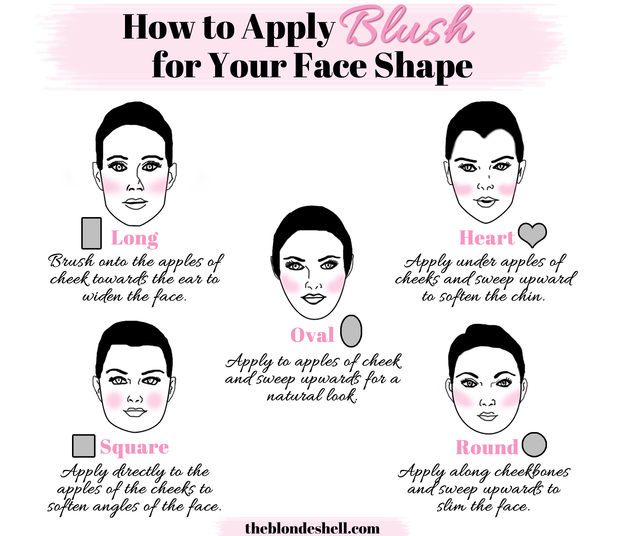 How to Apply Blush
for Your Face Shape
Long
Brush onto the apples of
cheek towards the ear to
widen the face.
Heart
Apply under apples of
cheeks and sweep upward
to soften the chin.
Oval
Apply to apples of cheek
and sweep upwards for a
natural look.
Square
Apply directly to the
apples of the cheeks to
soften angles of the face.
Round
Apply along cheekbones
and sweep upwards to
slim the face.
theblondeshell.com